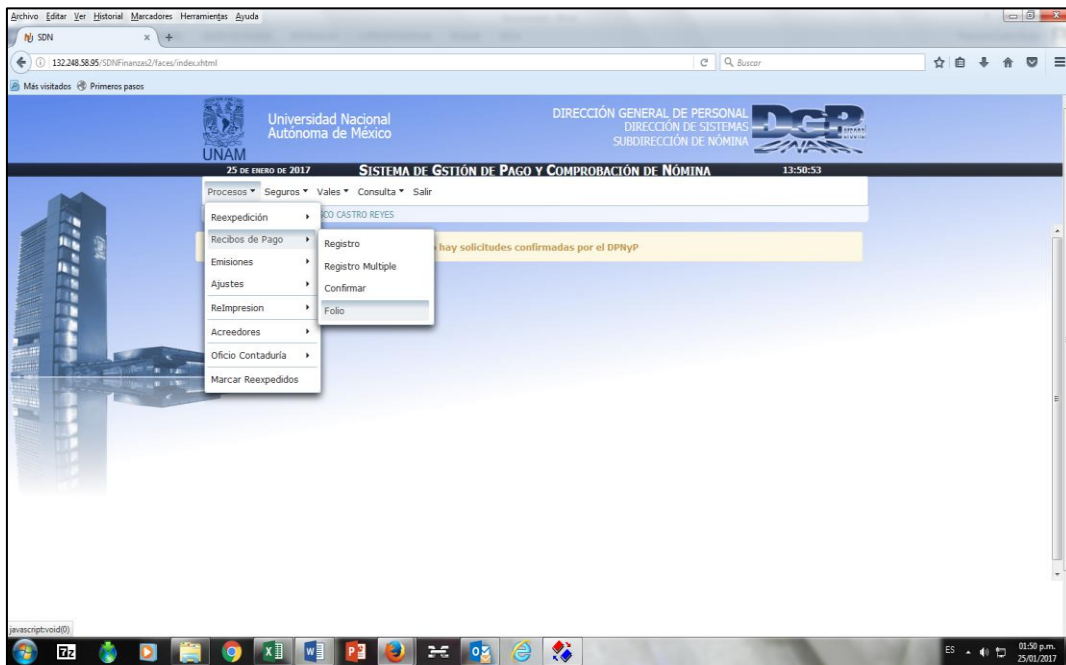 Archivo Editar Ver Historial Marcadores Herramientas Ayuda
SDN
132.248.58.95/SDNFinanzas2/faces/index.xhtml
Buscar
Más visitados Primeros pasos
UNAM
Universidad Nacional
Autónoma de México
DIRECCIÓN GENERAL DE PERSONAL
DIRECCIÓN DE SISTEMAS
SUBDIRECCIÓN DE NÓMINA
DGP
25 DE ENERO DE 2017 SISTEMA DE GSTIÓN DE PAGO Y COMPROBACIÓN DE NÓMINA 13:50:53
Procesos Seguros Vales Consulta Salir
CASTRO REYES
hay solicitudes confirmadas por el DPNyP
Reexpedición
Recibos de Pago
Emisiones
Ajustes
ReImpresion
Acreedores
Oficio Contaduría
Marcar Reexpedidos
Registro
Registro Multiple
Confirmar
Folio
javascript:void(0)
7z
ES
01:50 p.m.
25/01/2017